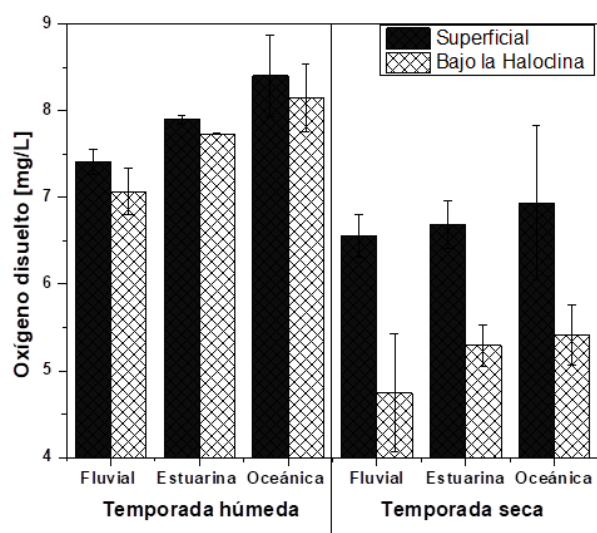 Oxígeno disuelto [mg/L]
9
8
7
6
5
4
Superficial
Bajo la Haloclina
Fluvial Estuarina Oceánica Fluvial Estuarina Oceánica
Temporada húmeda Temporada seca